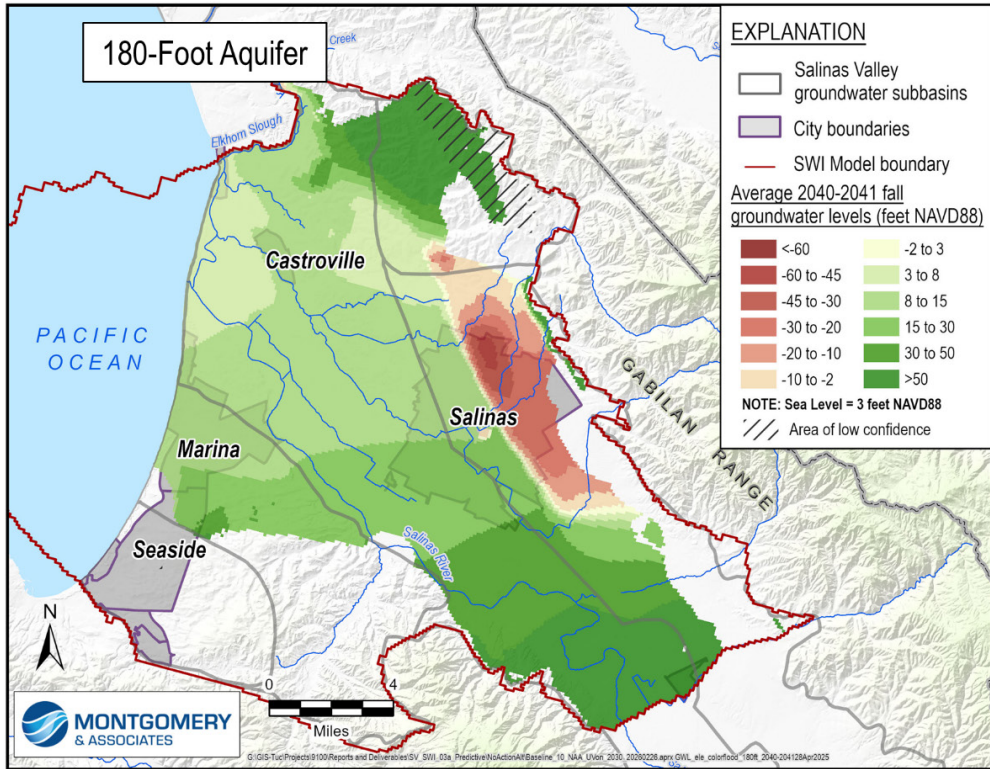 180-Foot Aquifer
Creek
Elkhorn Slough
Castroville
PACIFIC
OCEAN
Salinas
Marina
Seaside
Salinas River
GABILAN RANGE
EXPLANATION
Salinas Valley
groundwater subbasins
City boundaries
SWI Model boundary
Average 2040-2041 fall
groundwater levels (feet NAVD88)
<-60
-60 to -45
-45 to -30
-30 to -20
-20 to -10
-10 to -2
-2 to 3
3 to 8
8 to 15
15 to 30
30 to 50
>50
NOTE: Sea Level = 3 feet NAVD88
Area of low confidence
N
0 4
Miles
MONTGOMERY
& ASSOCIATES